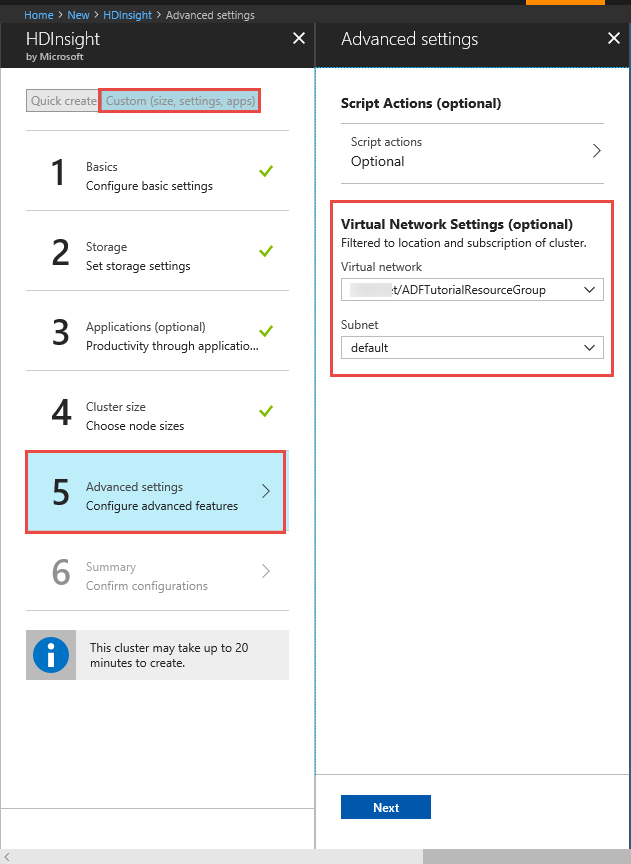 Home > New > HDInsight > Advanced settings
HDInsight
by Microsoft
Quick create
Custom (size, settings, apps)
1
Basics
Configure basic settings
2
Storage
Set storage settings
3
Applications (optional)
Productivity through applicatio...
4
Cluster size
Choose node sizes
5
Advanced settings
Configure advanced features
6
Summary
Confirm configurations
This cluster may take up to 20
minutes to create.
Advanced settings
Script Actions (optional)
Script actions
Optional
Virtual Network Settings (optional)
Filtered to location and subscription of cluster.
Virtual network
t/ADFTutorialResourceGroup
Subnet
default
Next